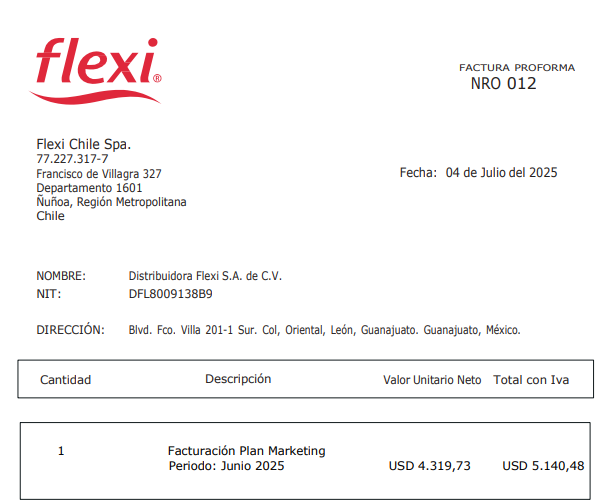 flexi®
FACTURA PROFORMA
NRO 012
Flexi Chile Spa.
77.227.317-7
Francisco de Villagra 327
Departamento 1601
Ñuñoa, Región Metropolitana
Chile
Fecha: 04 de Julio del 2025
NOMBRE: Distribuidora Flexi S.A. de C.V.
NIT: DFL8009138B9
DIRECCIÓN: Blvd. Fco. Villa 201-1 Sur. Col, Oriental, León, Guanajuato. Guanajuato, México.
Cantidad Descripción Valor Unitario Neto Total con Iva
1 Facturación Plan Marketing
Periodo: Junio 2025 USD 4.319,73 USD 5.140,48